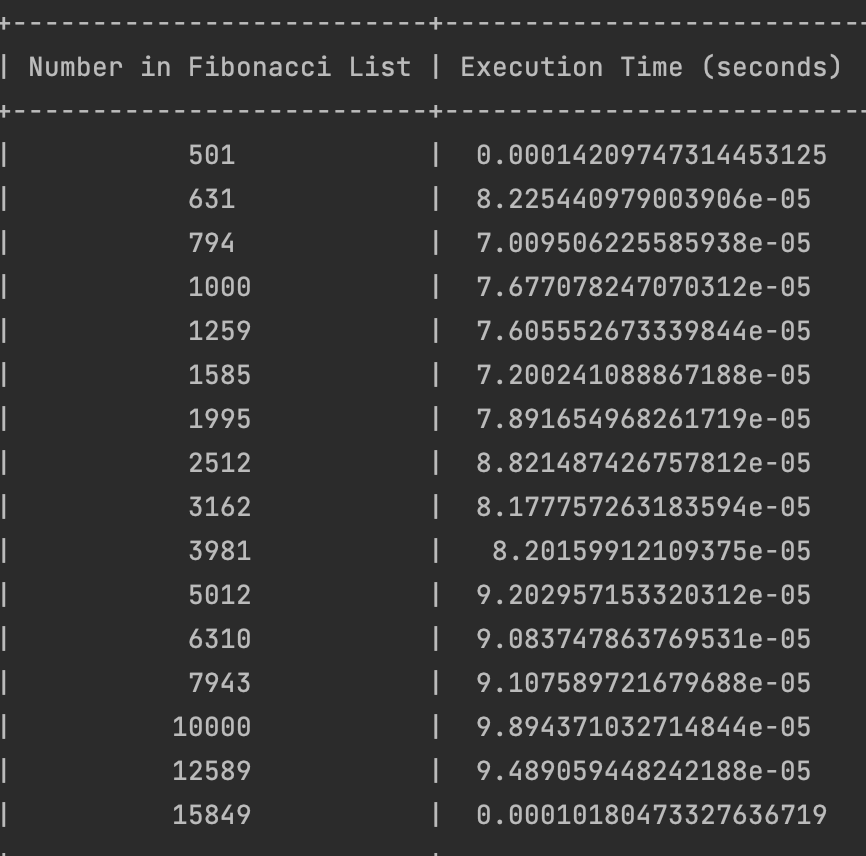 +--------------------------+--------------------------
| Number in Fibonacci List | Execution Time (seconds)
+--------------------------+--------------------------
| 501 | 0.00014209747314453125
| 631 | 8.225440979003906e-05
| 794 | 7.009506225585938e-05
| 1000 | 7.677078247070312e-05
| 1259 | 7.605552673339844e-05
| 1585 | 7.200241088867188e-05
| 1995 | 7.891654968261719e-05
| 2512 | 8.821487426757812e-05
| 3162 | 8.177757263183594e-05
| 3981 | 8.20159912109375e-05
| 5012 | 9.202957153320312e-05
| 6310 | 9.083747863769531e-05
| 7943 | 9.107589721679688e-05
| 10000 | 9.894371032714844e-05
| 12589 | 9.489059448242188e-05
| 15849 | 0.00010180473327636719